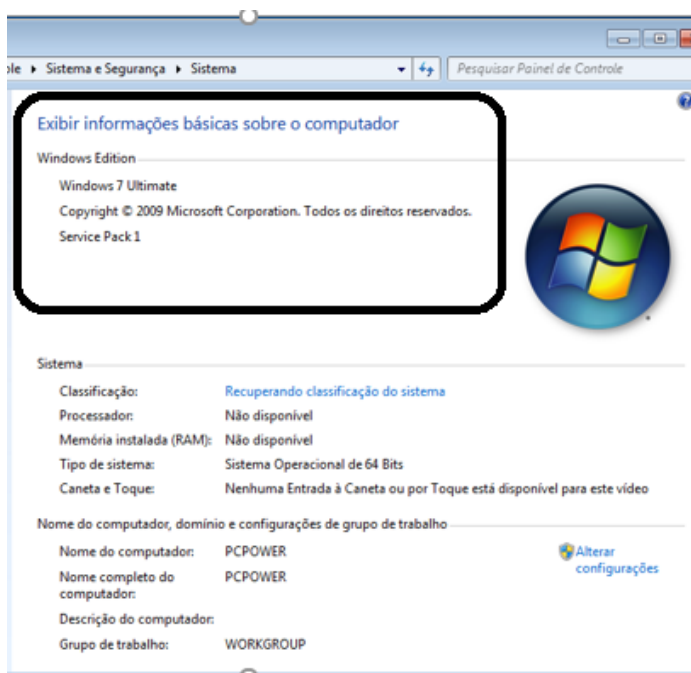 ole ▸ Sistema e Segurança ▸ Sistema
Pesquisar Painel de Controle
Exibir informações básicas sobre o computador
Windows Edition
Windows 7 Ultimate
Copyright © 2009 Microsoft Corporation. Todos os direitos reservados.
Service Pack 1
Sistema
Classificação: Recuperando classificação do sistema
Processador: Não disponível
Memória instalada (RAM): Não disponível
Tipo de sistema: Sistema Operacional de 64 Bits
Caneta e Toque: Nenhuma Entrada à Caneta ou por Toque está disponível para este vídeo
Nome do computador, domínio e configurações de grupo de trabalho
Nome do computador: PCPOWER
Alterar
configurações
Nome completo do PCPOWER
computador:
Descrição do computador:
Grupo de trabalho: WORKGROUP